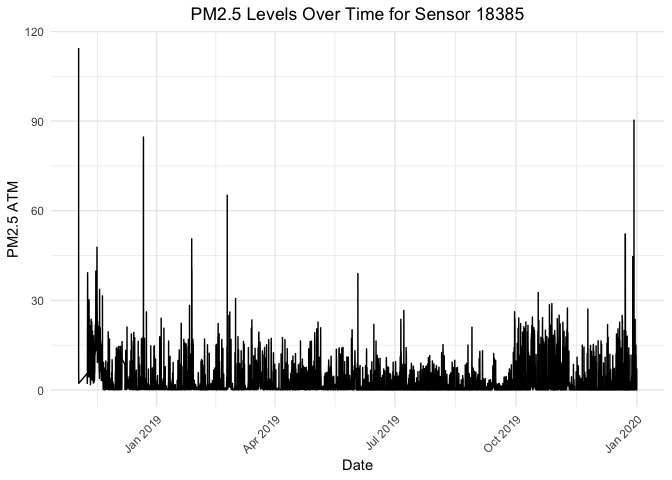 PM2.5 Levels Over Time for Sensor 18385
120
90
60
30
0
PM2.5 ATM
Jan 2019
Apr 2019
Jul 2019
Oct 2019
Jan 2020
Date